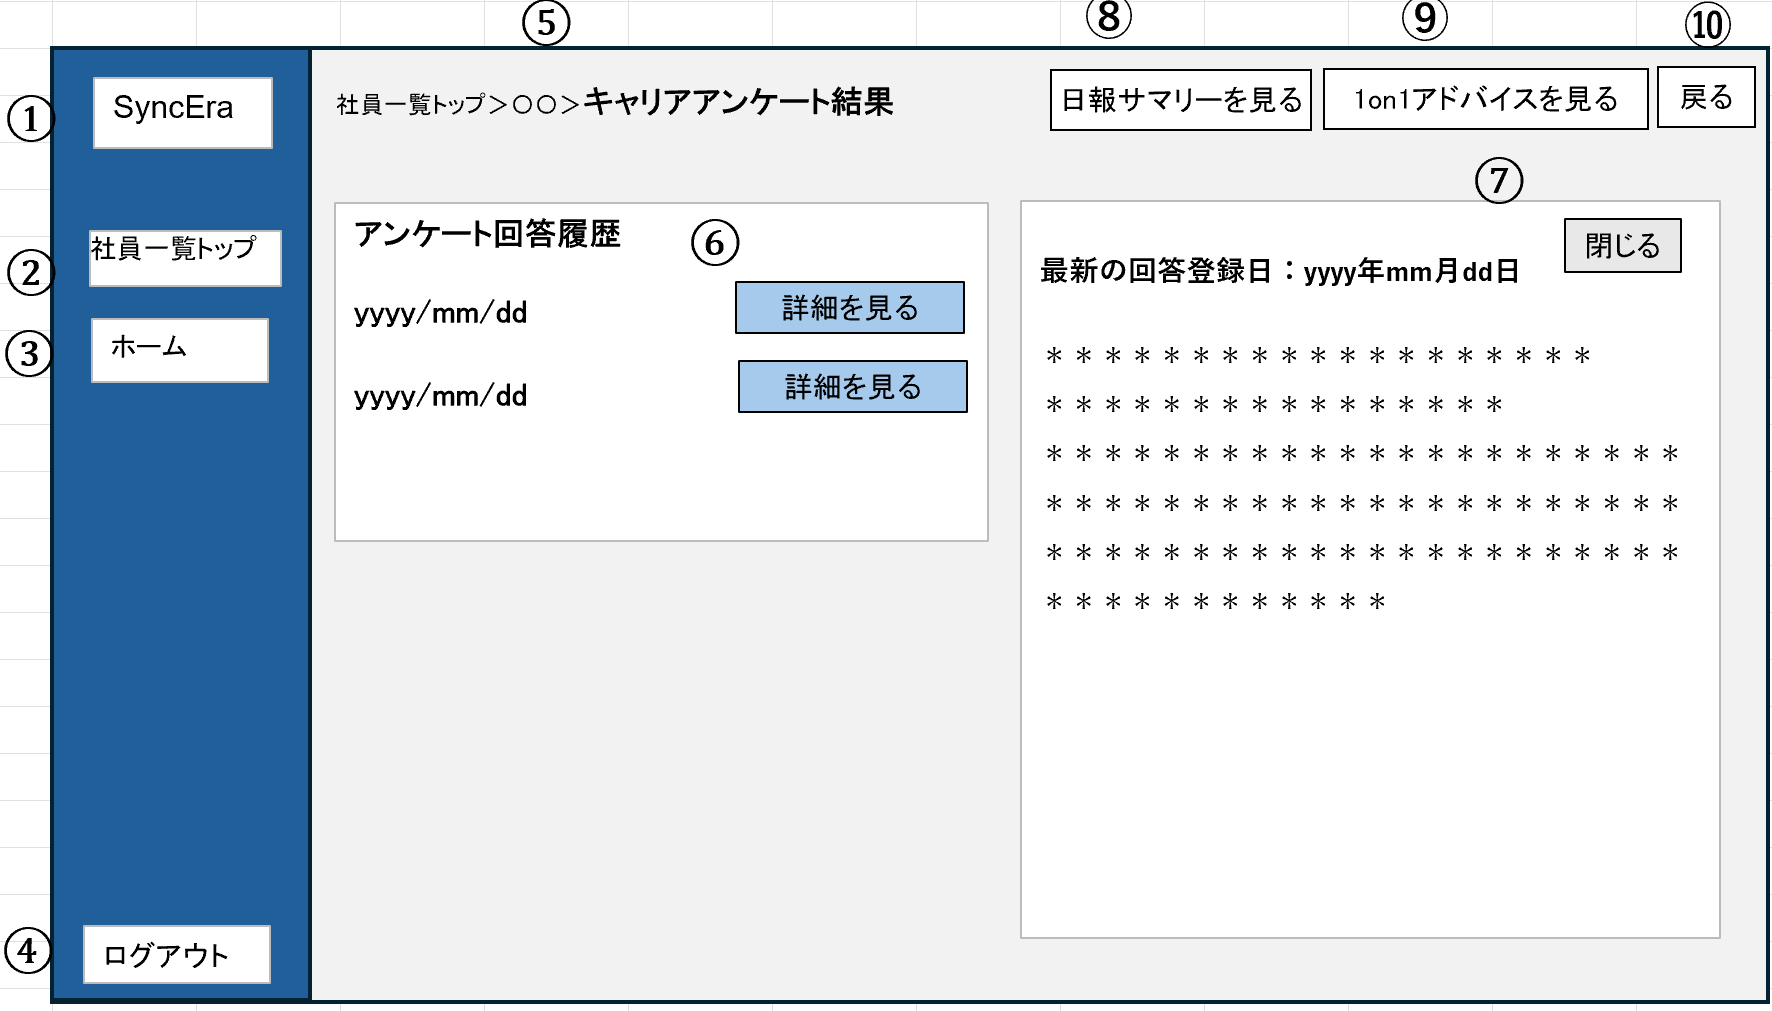 ⑤
⑧
⑨
⑩
①
SyncEra
社員一覧トップ＞〇〇＞キャリアアンケート結果
日報サマリーを見る
1on1アドバイスを見る
戻る
②
社員一覧トップ
③
ホーム
④
ログアウト
アンケート回答履歴
⑥
yyyy/mm/dd
詳細を見る
yyyy/mm/dd
詳細を見る
⑦
閉じる
最新の回答登録日：yyyy年mm月dd日
＊＊＊＊＊＊＊＊＊＊＊＊＊＊＊＊＊＊＊
＊＊＊＊＊＊＊＊＊＊＊＊＊＊＊＊
＊＊＊＊＊＊＊＊＊＊＊＊＊＊＊＊＊＊＊＊＊＊
＊＊＊＊＊＊＊＊＊＊＊＊＊＊＊＊＊＊＊＊＊＊
＊＊＊＊＊＊＊＊＊＊＊＊＊＊＊＊＊＊＊＊＊＊
＊＊＊＊＊＊＊＊＊＊＊＊